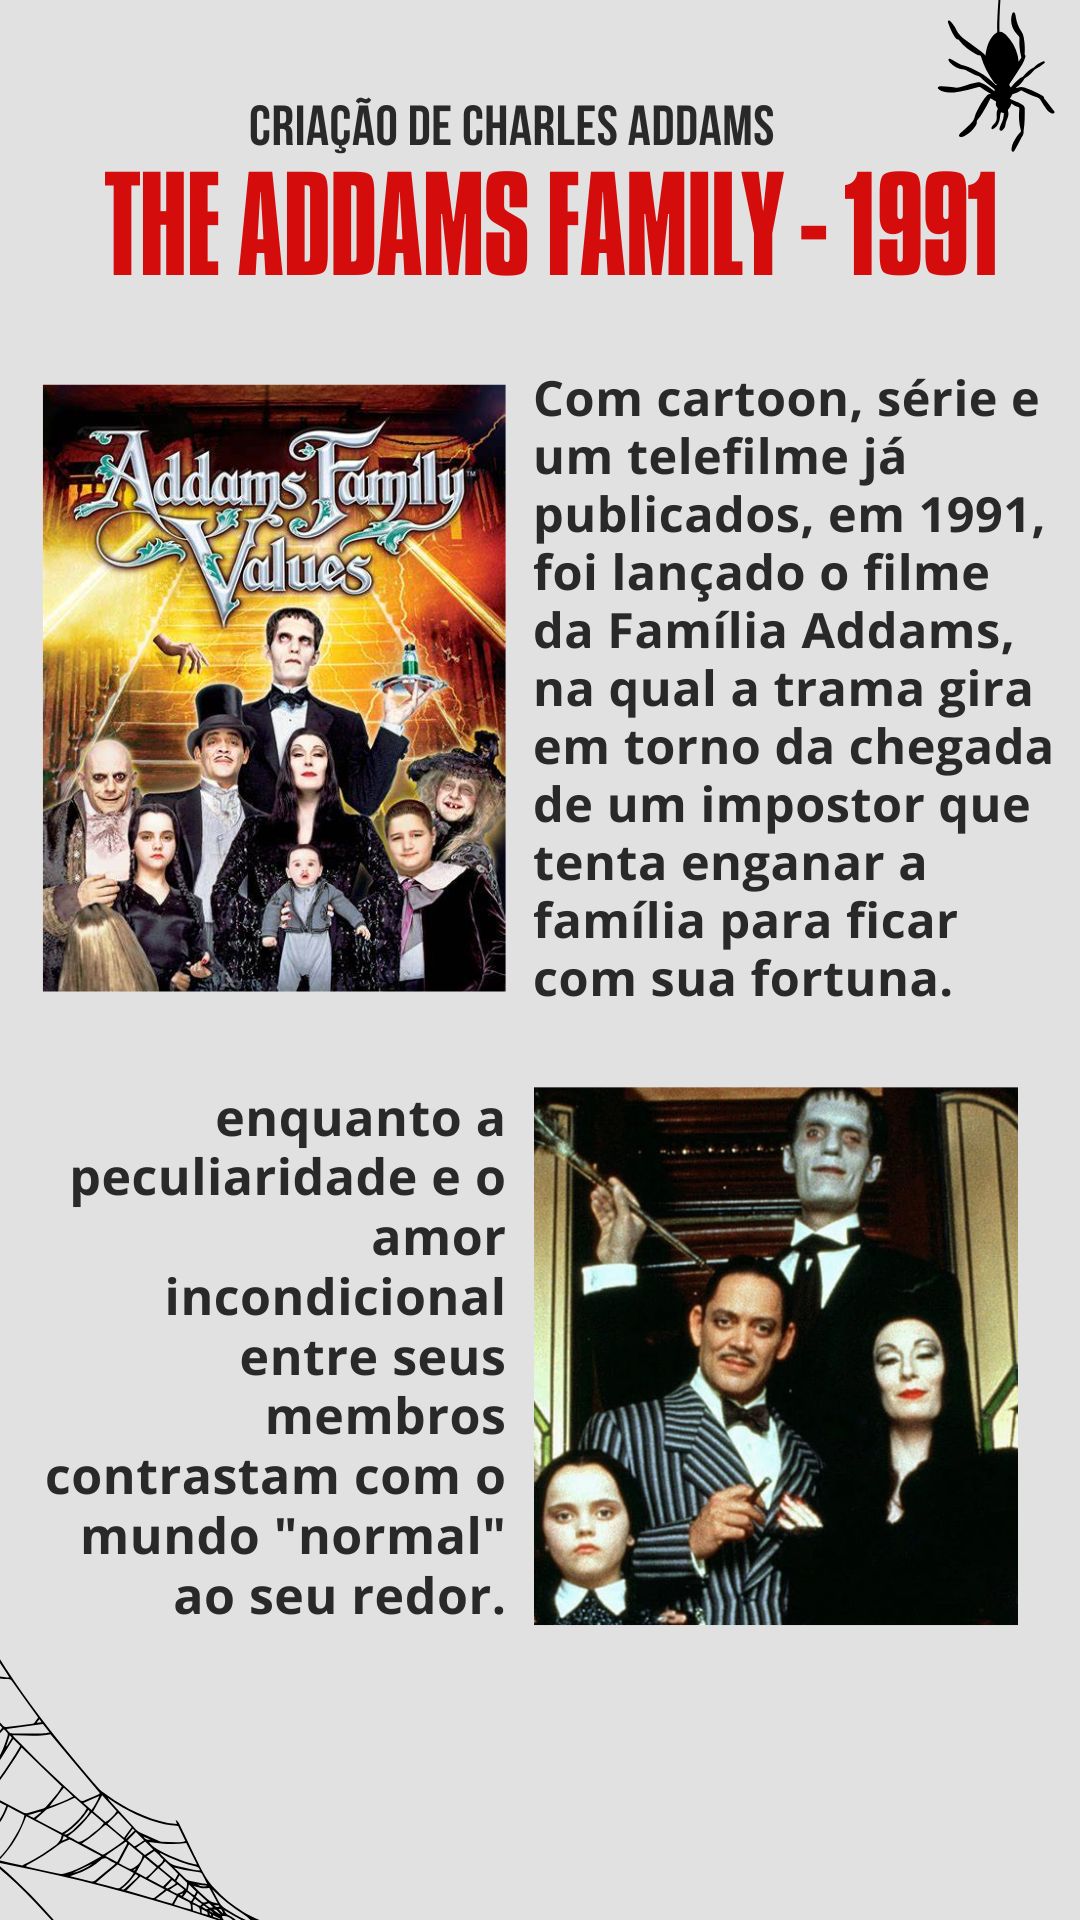 CRIAÇÃO DE CHARLES ADDAMS
THE ADDAMS FAMILY - 1991
Addams Family
Values
™
Com cartoon, série e
um telefilme já
publicados, em 1991,
foi lançado o filme
da Família Addams,
na qual a trama gira
em torno da chegada
de um impostor que
tenta enganar a
família para ficar
com sua fortuna.
enquanto a
peculiaridade e o
amor
incondicional
entre seus
membros
contrastam com o
mundo "normal"
ao seu redor.